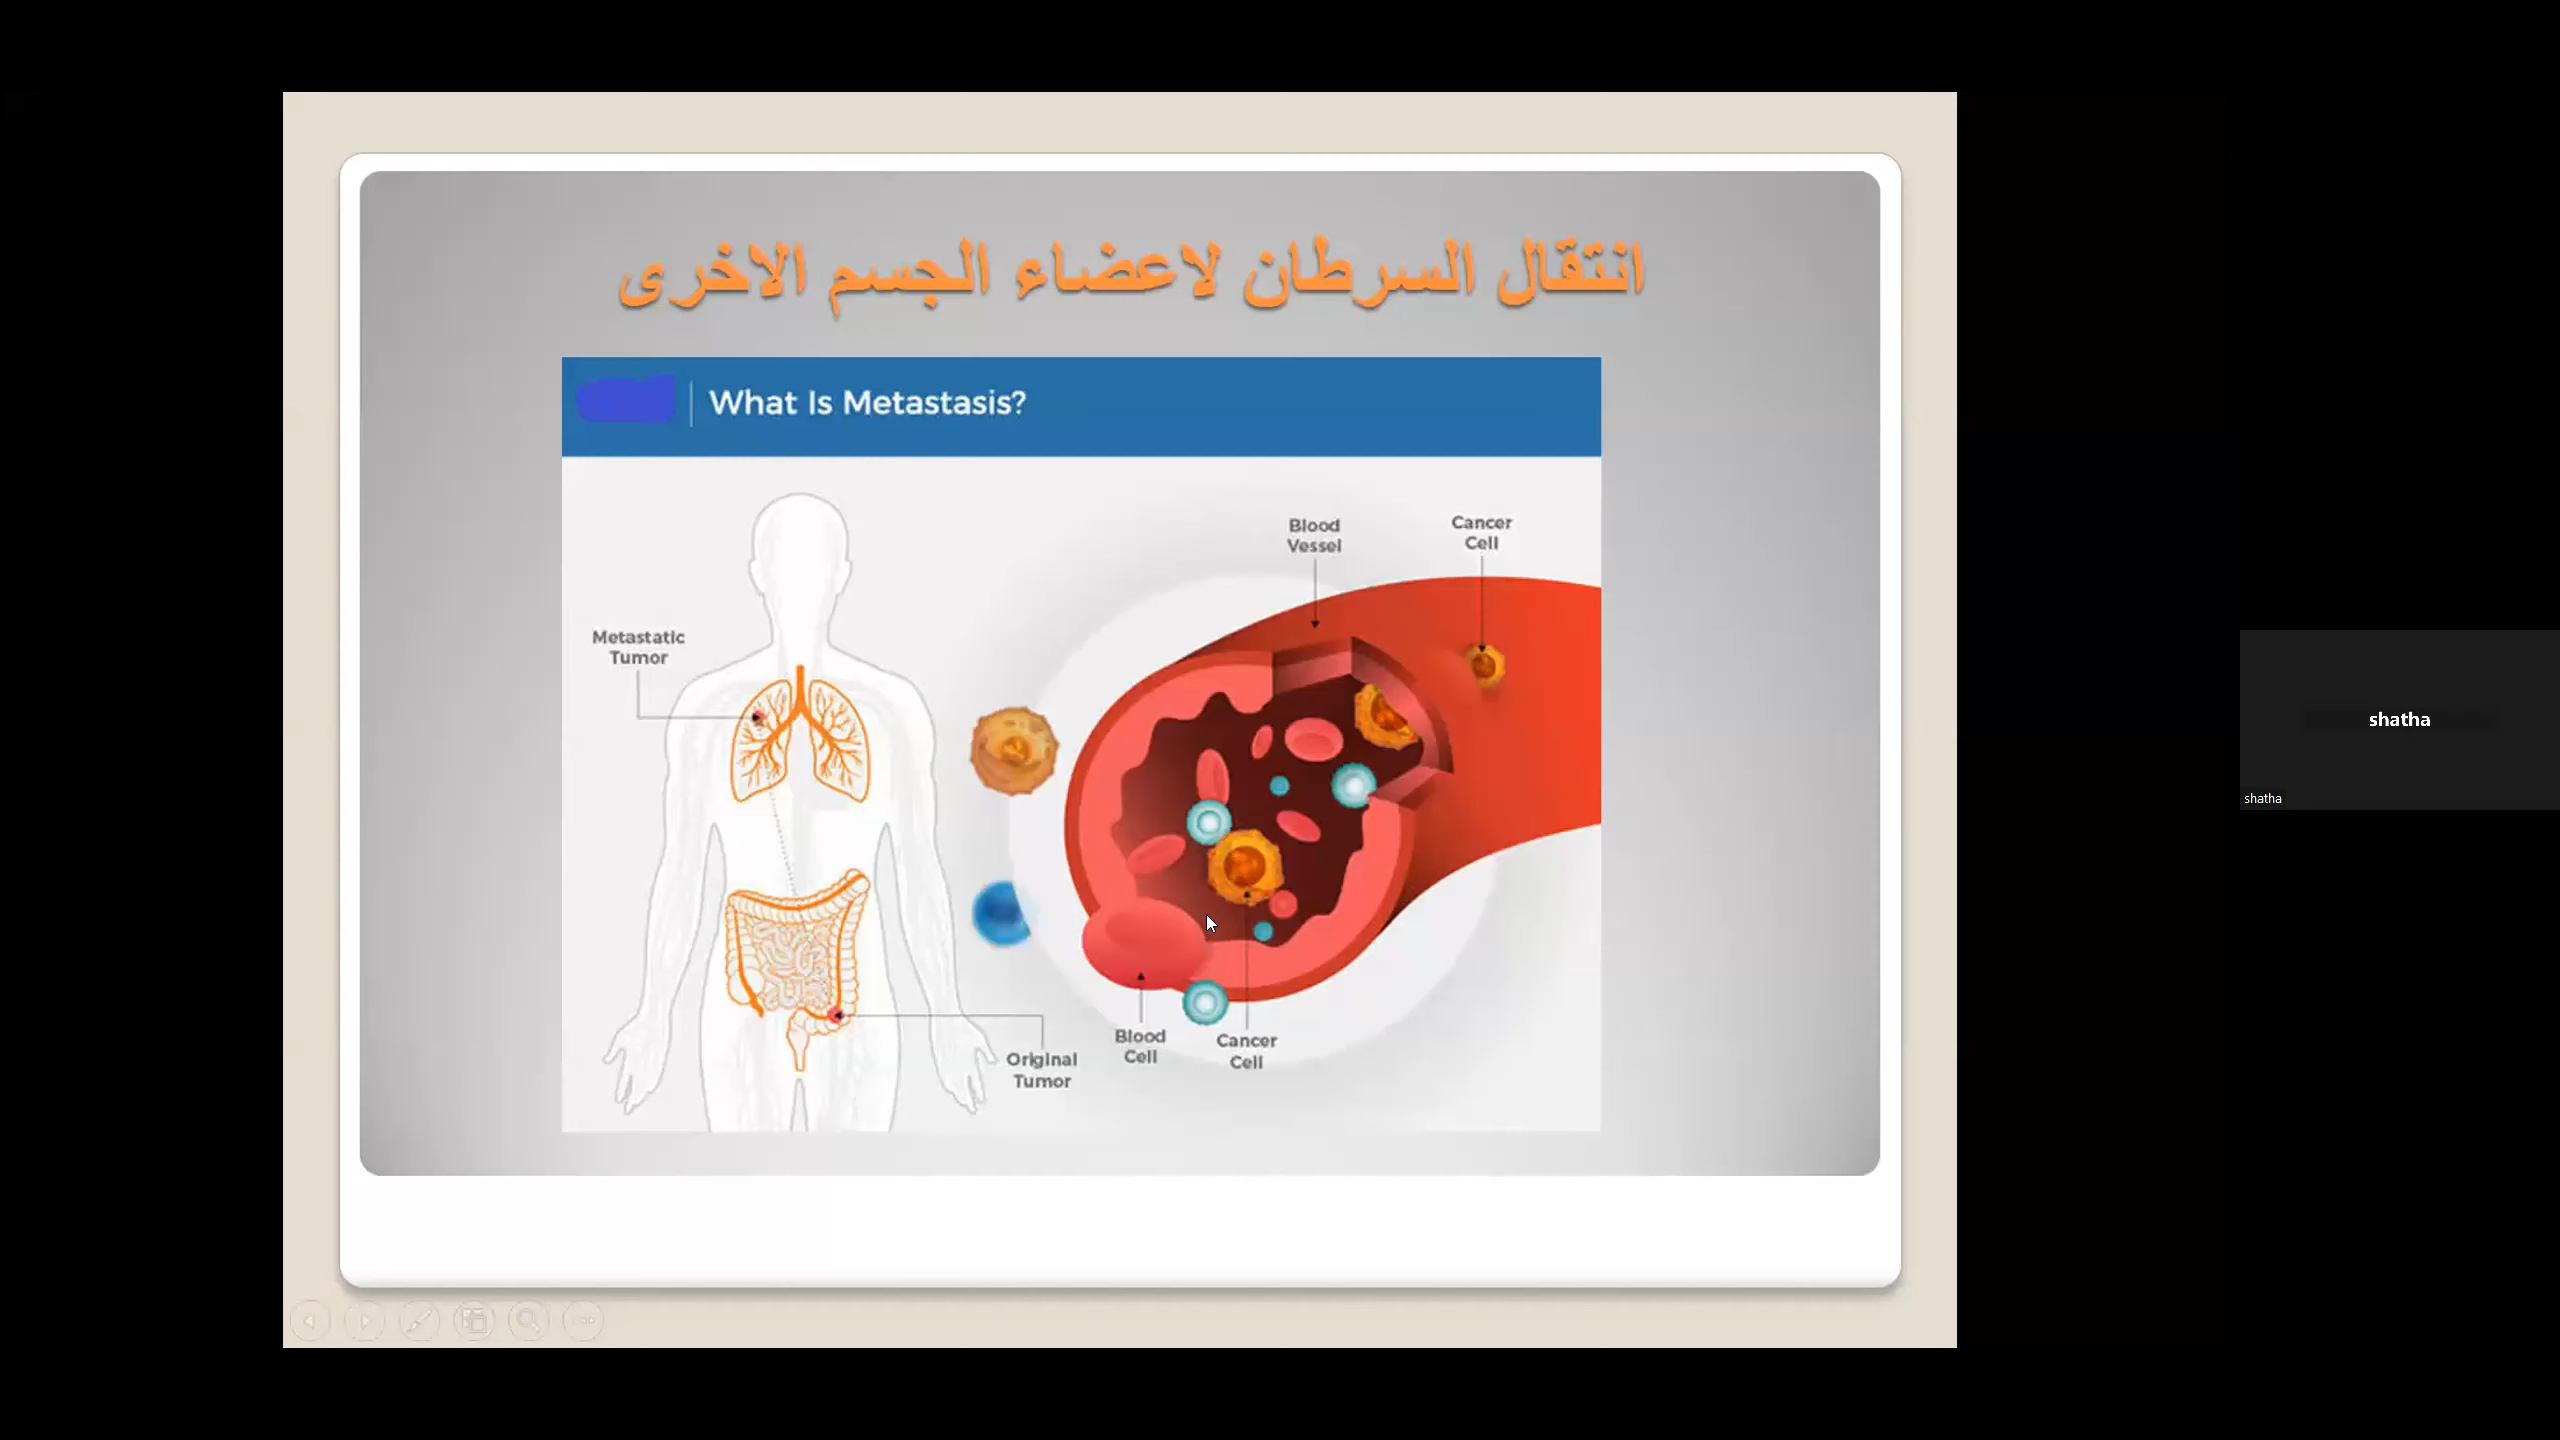 انتقال السرطان لاعضاء الجسم الاخرى
What Is Metastasis?
Blood
Vessel
Cancer
Cell
Metastatic
Tumor
Original
Tumor
Blood
Cell
Cancer
Cell
shatha
shatha